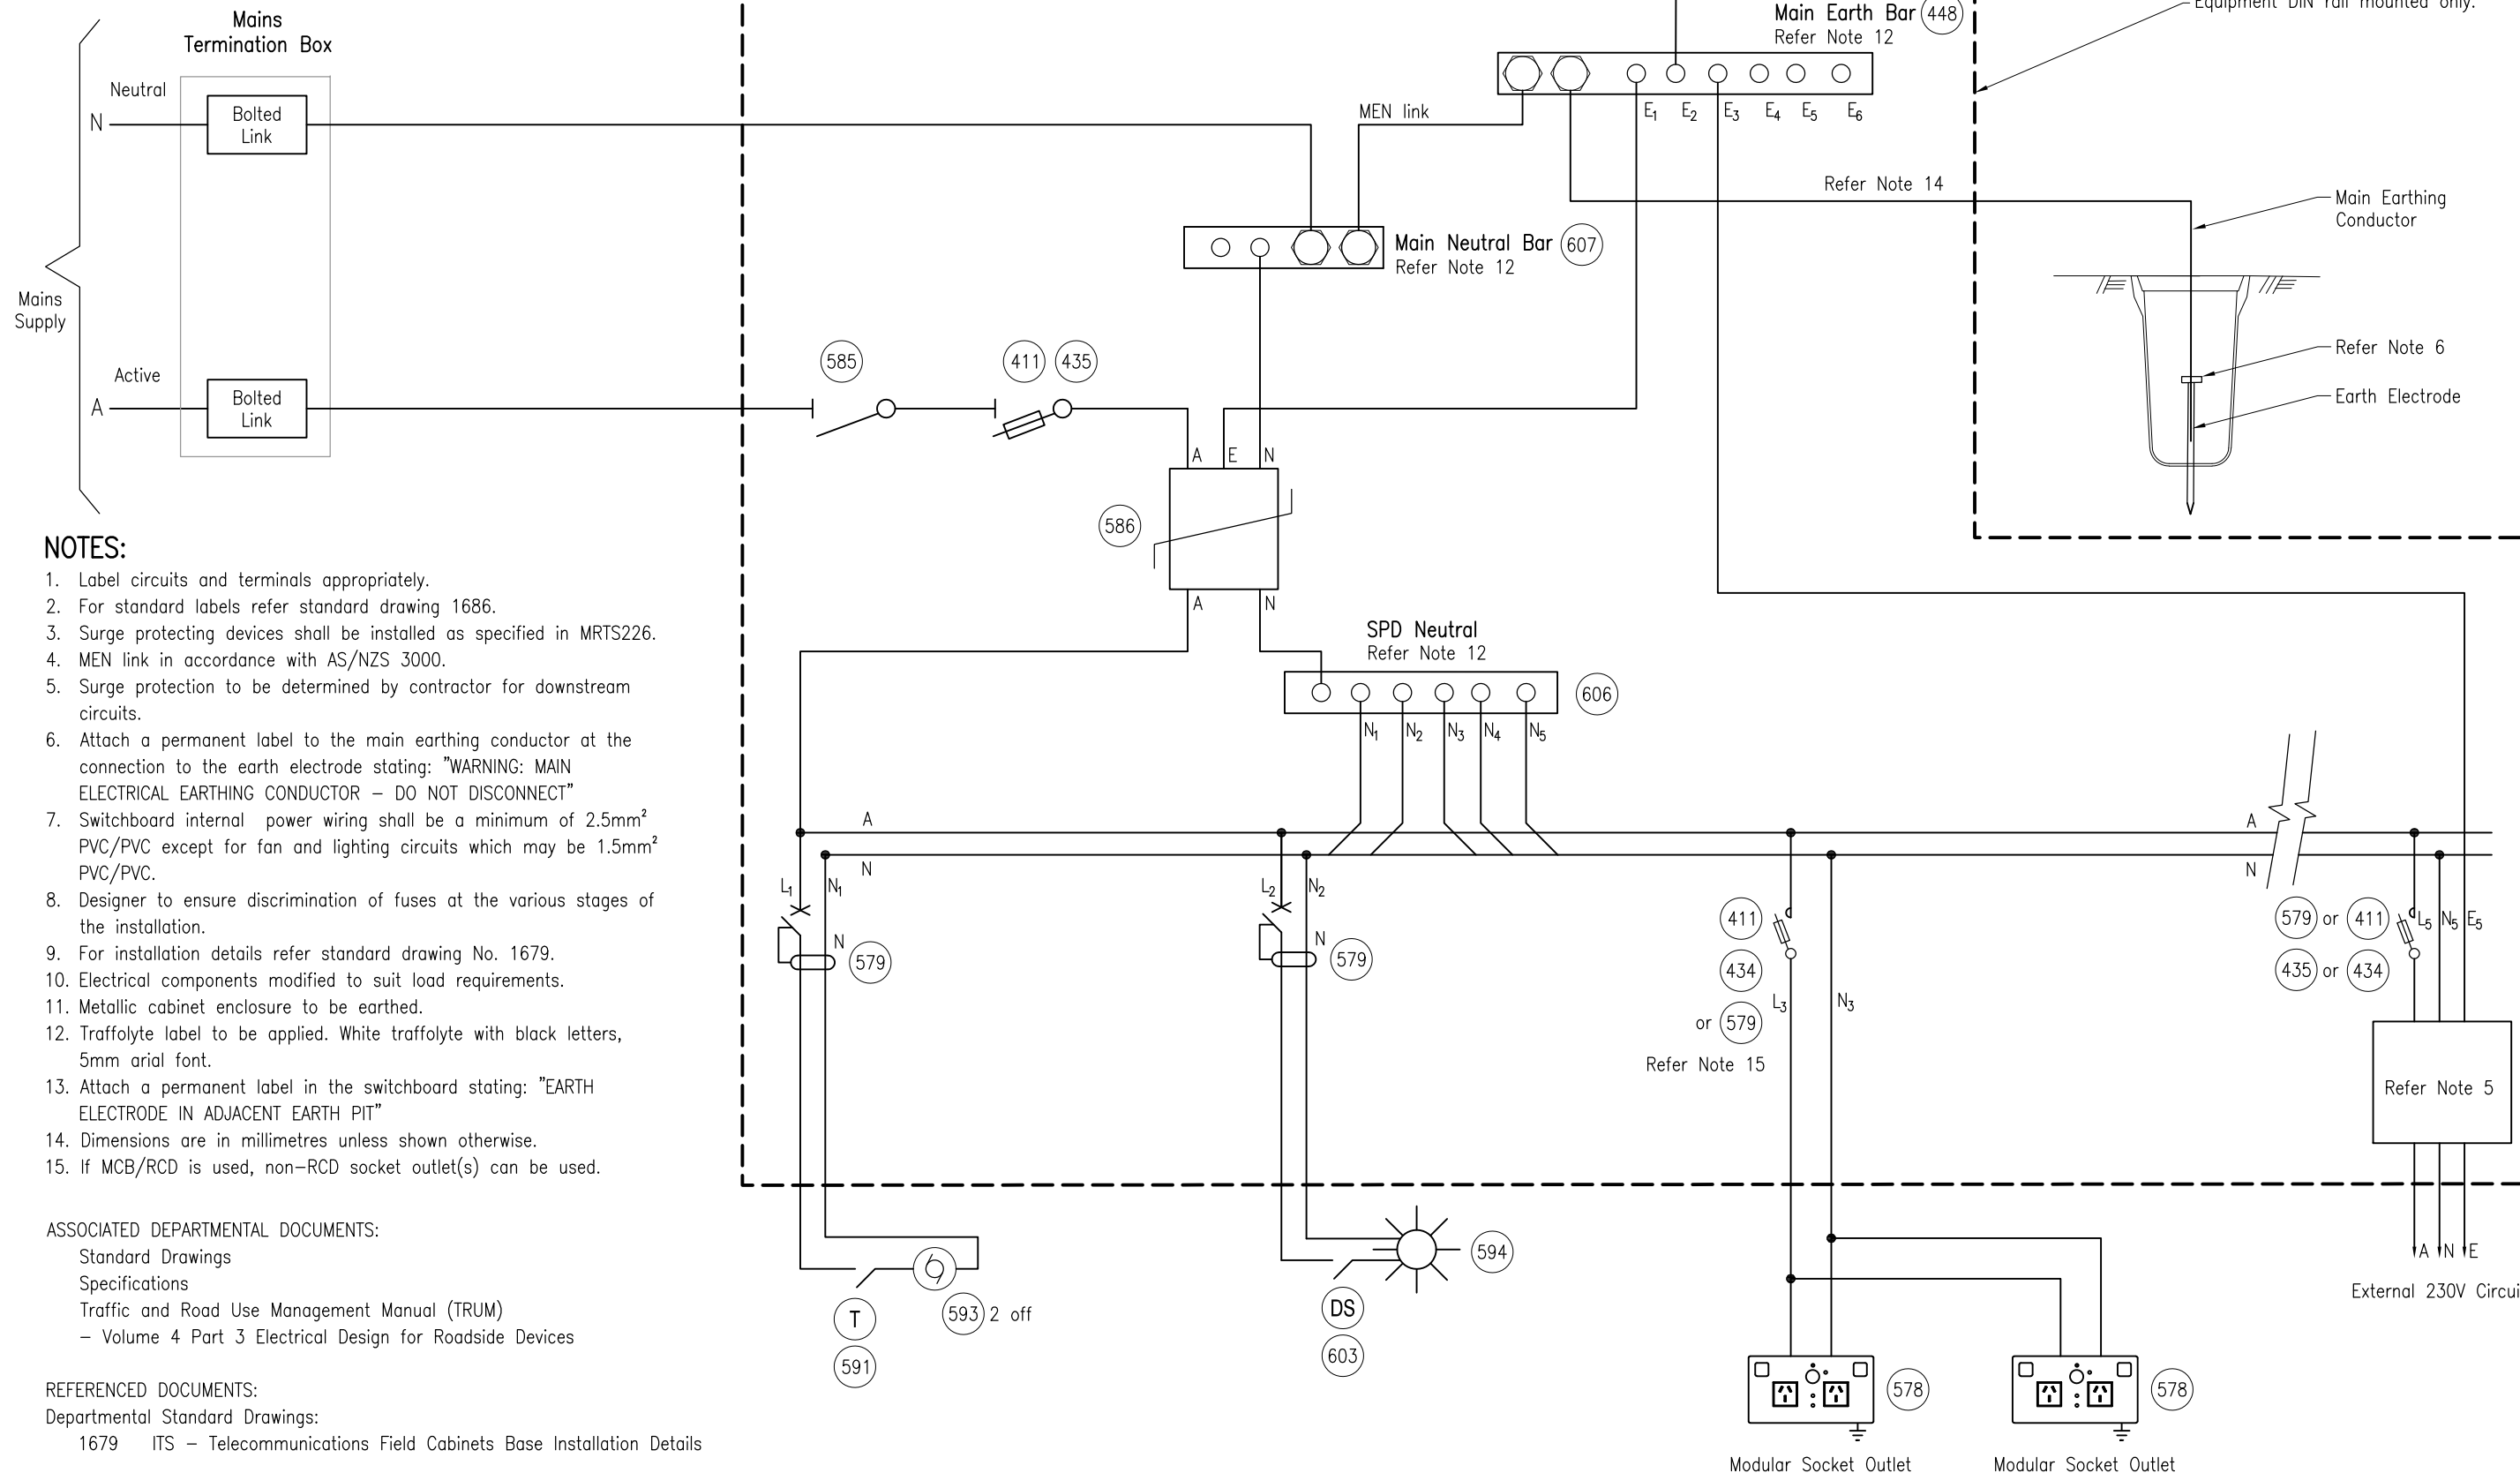 Mains
Termination Box
Neutral
N
Bolted
Link
Mains
Supply
Active
A
Bolted
Link
Main Earth Bar 448
Refer Note 12
Equipment DIN rail mounted only.
MEN link
E1 E2 E3 E4 E5 E6
Refer Note 14
Main Earthing
Conductor
Main Neutral Bar 607
Refer Note 12
Refer Note 6
Earth Electrode
585
411 435
A E N
586
A N
SPD Neutral
Refer Note 12
606
N1 N2 N3 N4 N5
A
N
A
N
L1 N1
N
579
L2 N2
N
579
411
434
or 579
L3
N3
Refer Note 15
579 or 411
435 or 434
L5 N5 E5
Refer Note 5
A N E
External 230V Circui
T
591
593 2 off
DS
603
594
578
Modular Socket Outlet
578
Modular Socket Outlet
NOTES:
1. Label circuits and terminals appropriately.
2. For standard labels refer standard drawing 1686.
3. Surge protecting devices shall be installed as specified in MRTS226.
4. MEN link in accordance with AS/NZS 3000.
5. Surge protection to be determined by contractor for downstream
circuits.
6. Attach a permanent label to the main earthing conductor at the
connection to the earth electrode stating: "WARNING: MAIN
ELECTRICAL EARTHING CONDUCTOR – DO NOT DISCONNECT"
7. Switchboard internal power wiring shall be a minimum of 2.5mm²
PVC/PVC except for fan and lighting circuits which may be 1.5mm²
PVC/PVC.
8. Designer to ensure discrimination of fuses at the various stages of
the installation.
9. For installation details refer standard drawing No. 1679.
10. Electrical components modified to suit load requirements.
11. Metallic cabinet enclosure to be earthed.
12. Traffolyte label to be applied. White traffolyte with black letters,
5mm arial font.
13. Attach a permanent label in the switchboard stating: "EARTH
ELECTRODE IN ADJACENT EARTH PIT"
14. Dimensions are in millimetres unless shown otherwise.
15. If MCB/RCD is used, non–RCD socket outlet(s) can be used.
ASSOCIATED DEPARTMENTAL DOCUMENTS:
Standard Drawings
Specifications
Traffic and Road Use Management Manual (TRUM)
– Volume 4 Part 3 Electrical Design for Roadside Devices
REFERENCED DOCUMENTS:
Departmental Standard Drawings:
1679 ITS – Telecommunications Field Cabinets Base Installation Details